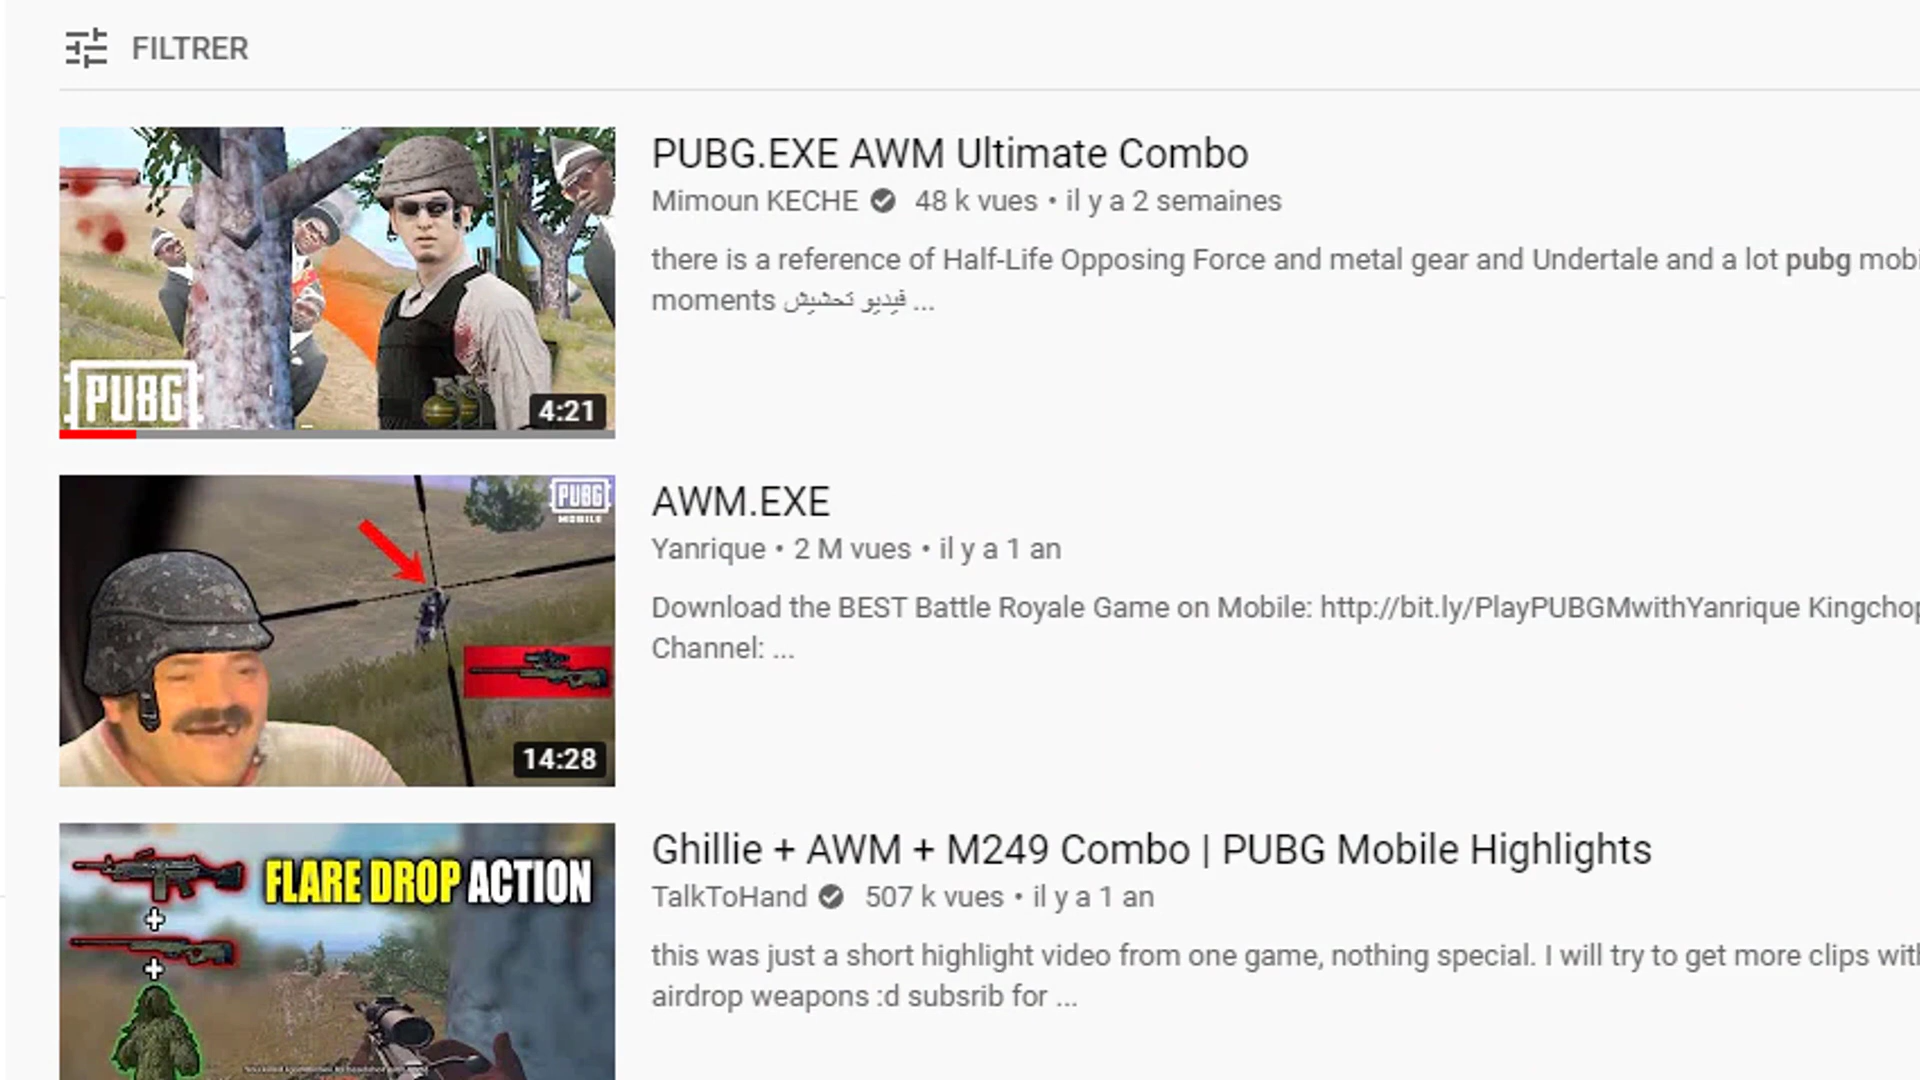 FILTRER
PUBG
4:21
PUBG.EXE AWM Ultimate Combo
Mimoun KECHE 48 k vues • il y a 2 semaines
there is a reference of Half-Life Opposing Force and metal gear and Undertale and a lot pubg mobi
moments فيديو تحشيش ...
PUBG
MOBILE
14:28
AWM.EXE
Yanrique • 2 M vues • il y a 1 an
Download the BEST Battle Royale Game on Mobile: http://bit.ly/PlayPUBGMwithYanrique Kingchop
Channel: ...
FLARE DROP ACTION
+
+
Ghillie + AWM + M249 Combo | PUBG Mobile Highlights
TalkToHand 507 k vues • il y a 1 an
this was just a short highlight video from one game, nothing special. I will try to get more clips with
airdrop weapons :d subsrib for ...